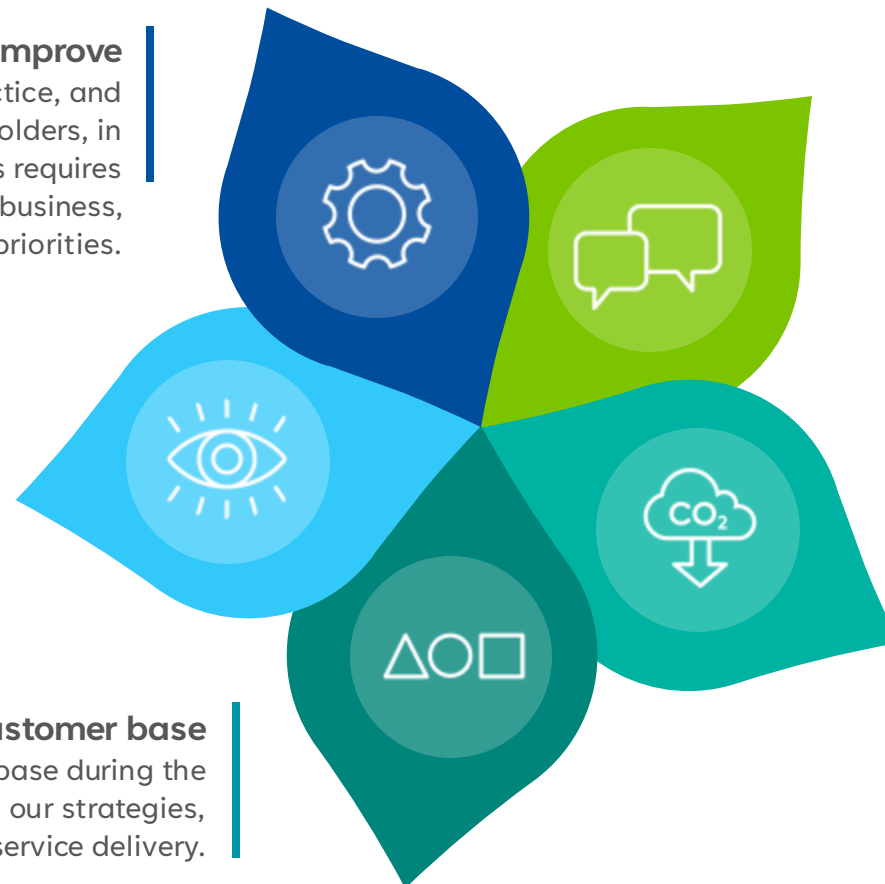 mprove
ctice, and
olders, in
s requires
business,
priorities.
CO₂
ustomer base
base during the
our strategies,
service delivery.